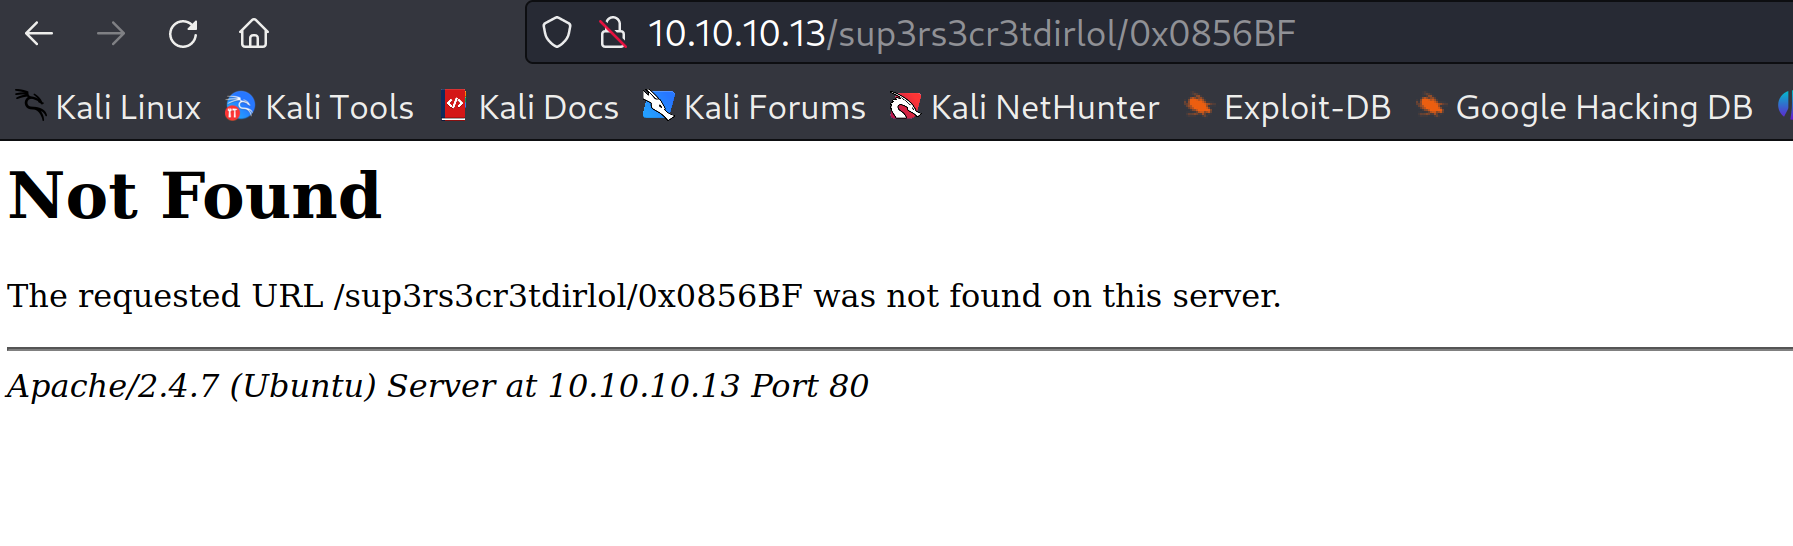 10.10.10.13/sup3rs3cr3tdirlol/0x0856BF
Kali Linux Kali Tools Kali Docs Kali Forums Kali NetHunter Exploit-DB Google Hacking DB
Not Found
The requested URL /sup3rs3cr3tdirlol/0x0856BF was not found on this server.
Apache/2.4.7 (Ubuntu) Server at 10.10.10.13 Port 80